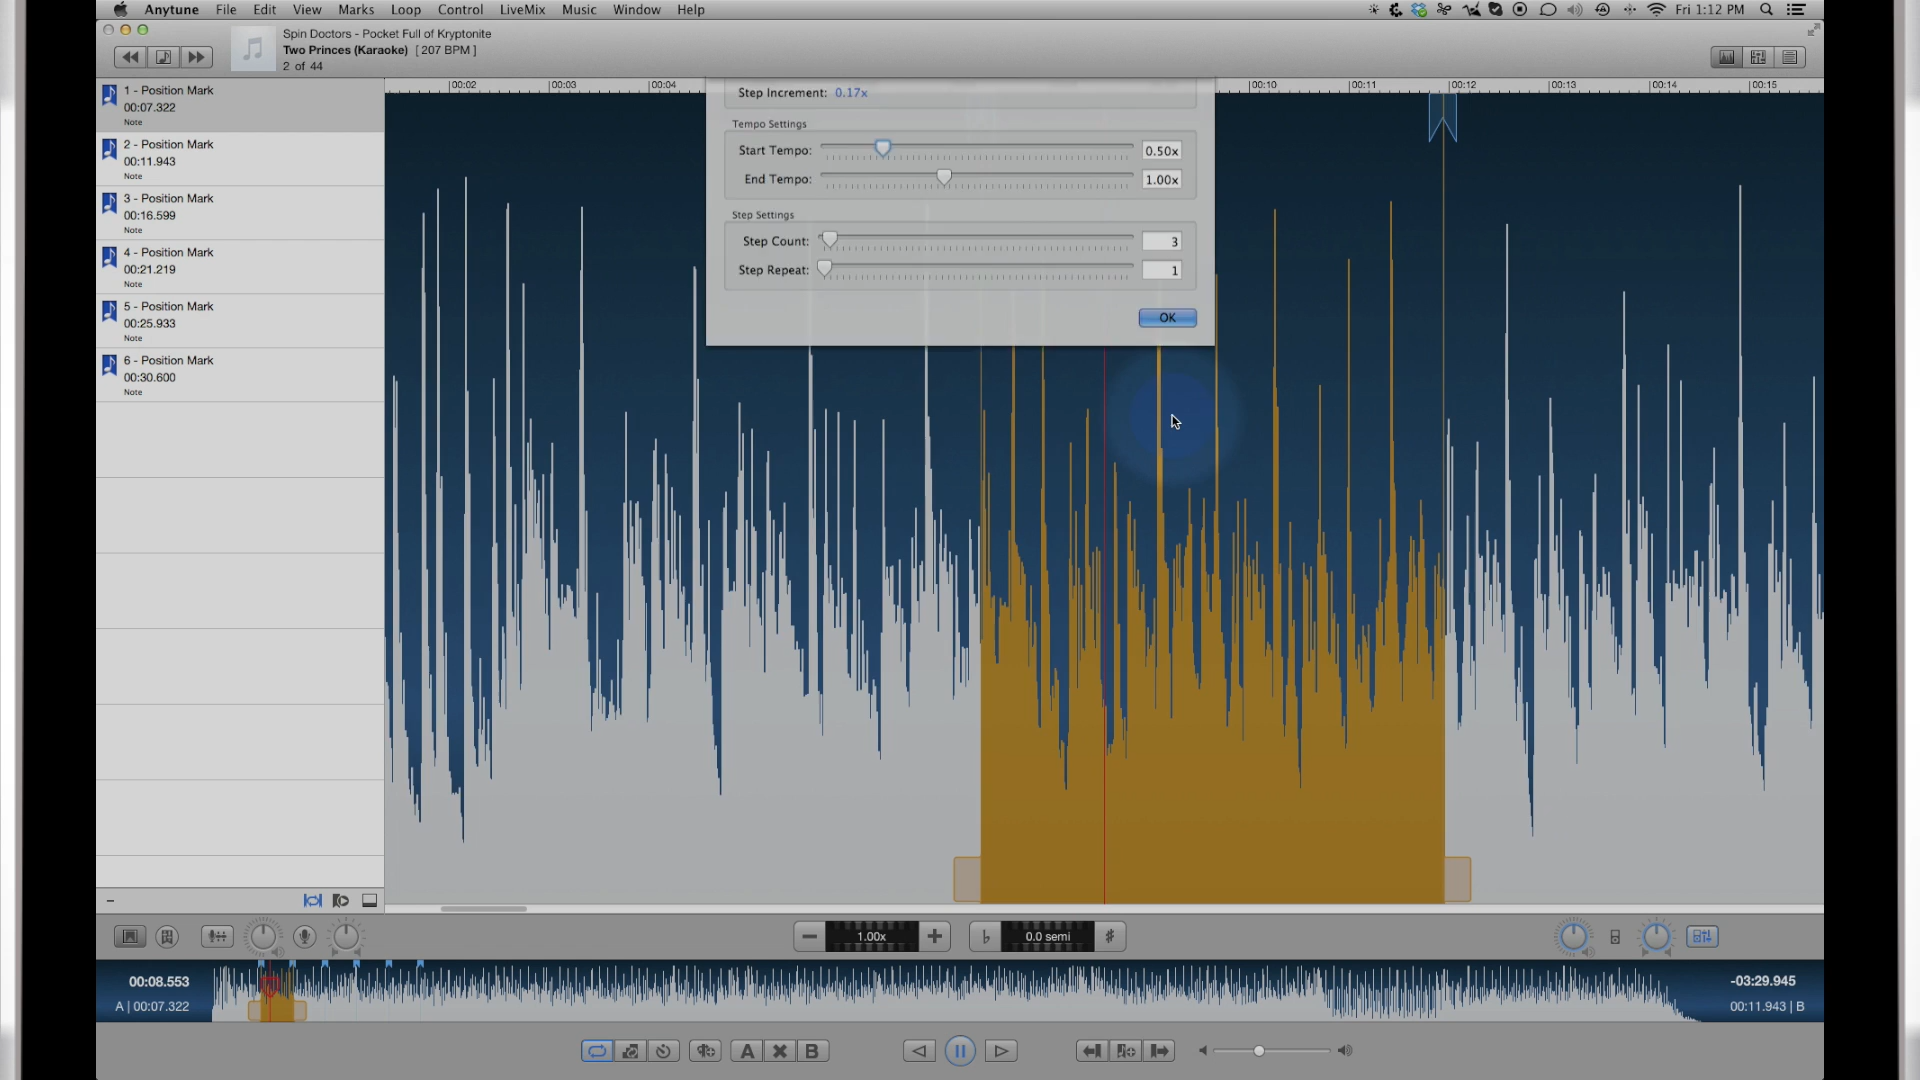 Anytune File Edit View Marks Loop Control LiveMix Music Window Help
Fri 1:12 PM
Spin Doctors - Pocket Full of Kryptonite
Two Princes (Karaoke) [ 207 BPM ]
2 of 44
1 - Position Mark
00:07.322
Note
2 - Position Mark
00:11.943
Note
3 - Position Mark
00:16.599
Note
4 - Position Mark
00:21.219
Note
5 - Position Mark
00:25.933
Note
6 - Position Mark
00:30.600
Note
00:02 00:03 00:04 00:10 00:11 00:12 00:13 00:14 00:15
Step Increment: 0.17x
Tempo Settings
Start Tempo: 0.50x
End Tempo: 1.00x
Step Settings
Step Count: 3
Step Repeat: 1
OK
1.00x
0.0 semi
00:08.553
A | 00:07.322
-03:29.945
00:11.943 | B
A
B